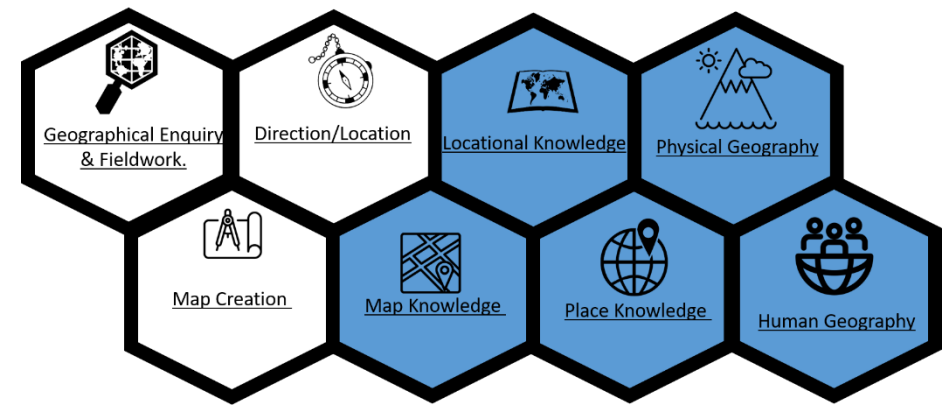 Geographical Enquiry
& Fieldwork.
Direction/Location
Locational Knowledge
Physical Geography
Map Creation
Map Knowledge
Place Knowledge
Human Geography